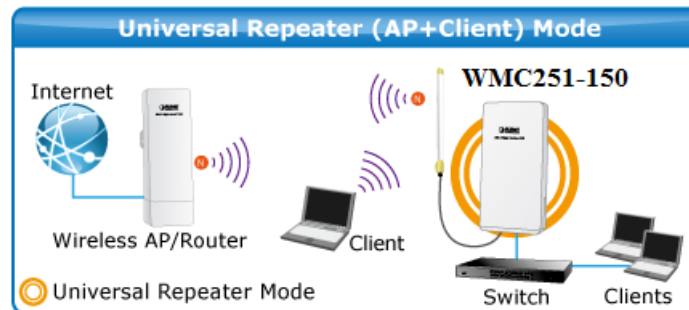 Universal Repeater (AP+Client) Mode
WMC251-150
Internet
N
N
Wireless AP/Router
Client
Universal Repeater Mode
Switch
Clients